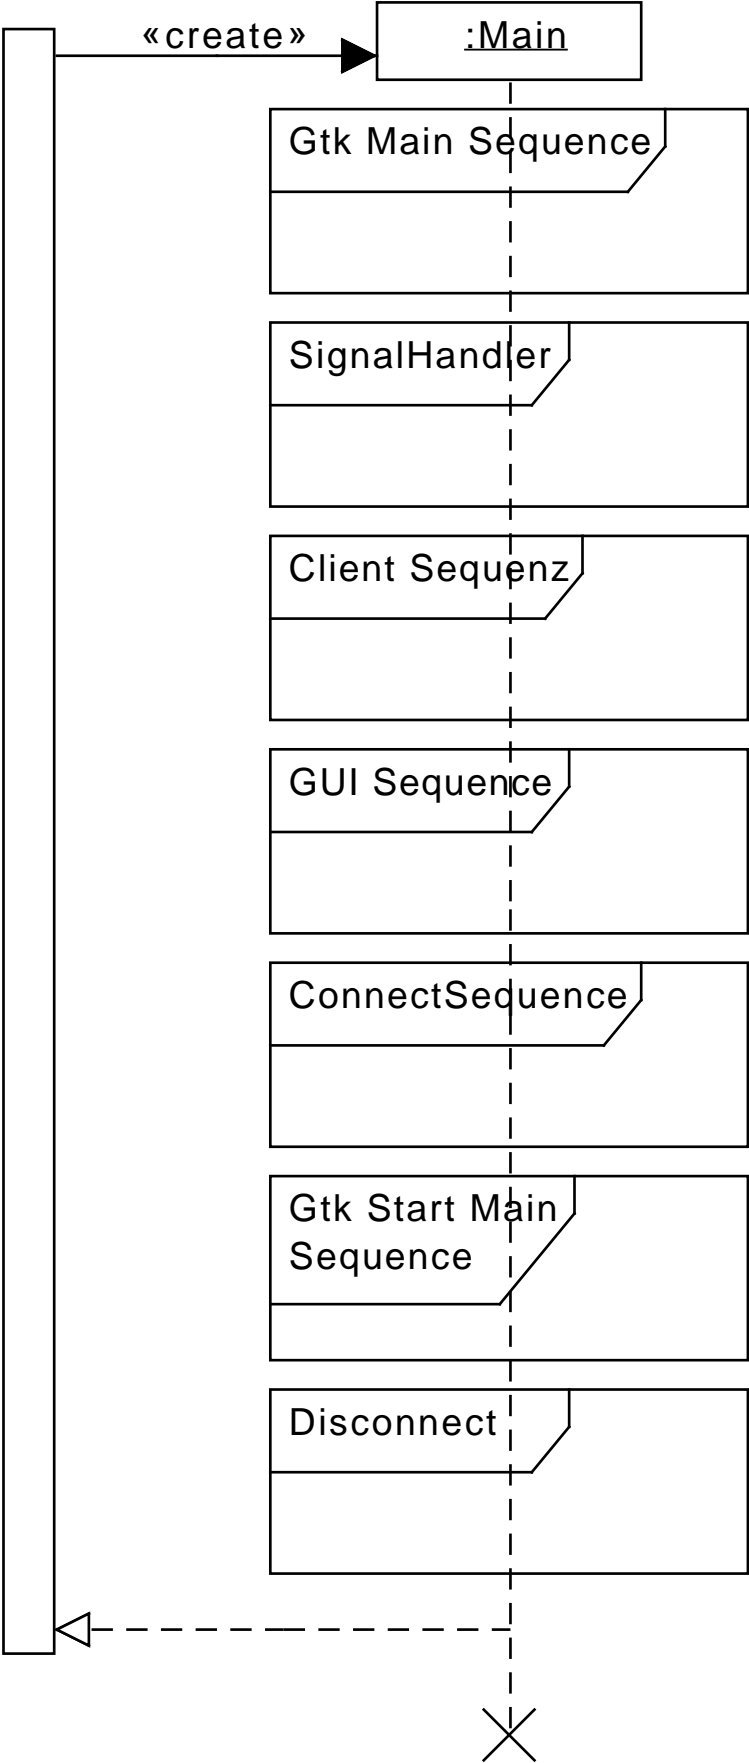 «create»
:Main
Gtk Main Sequence
SignalHandler
Client Sequenz
GUI Sequence
ConnectSequence
Gtk Start Main
Sequence
Disconnect